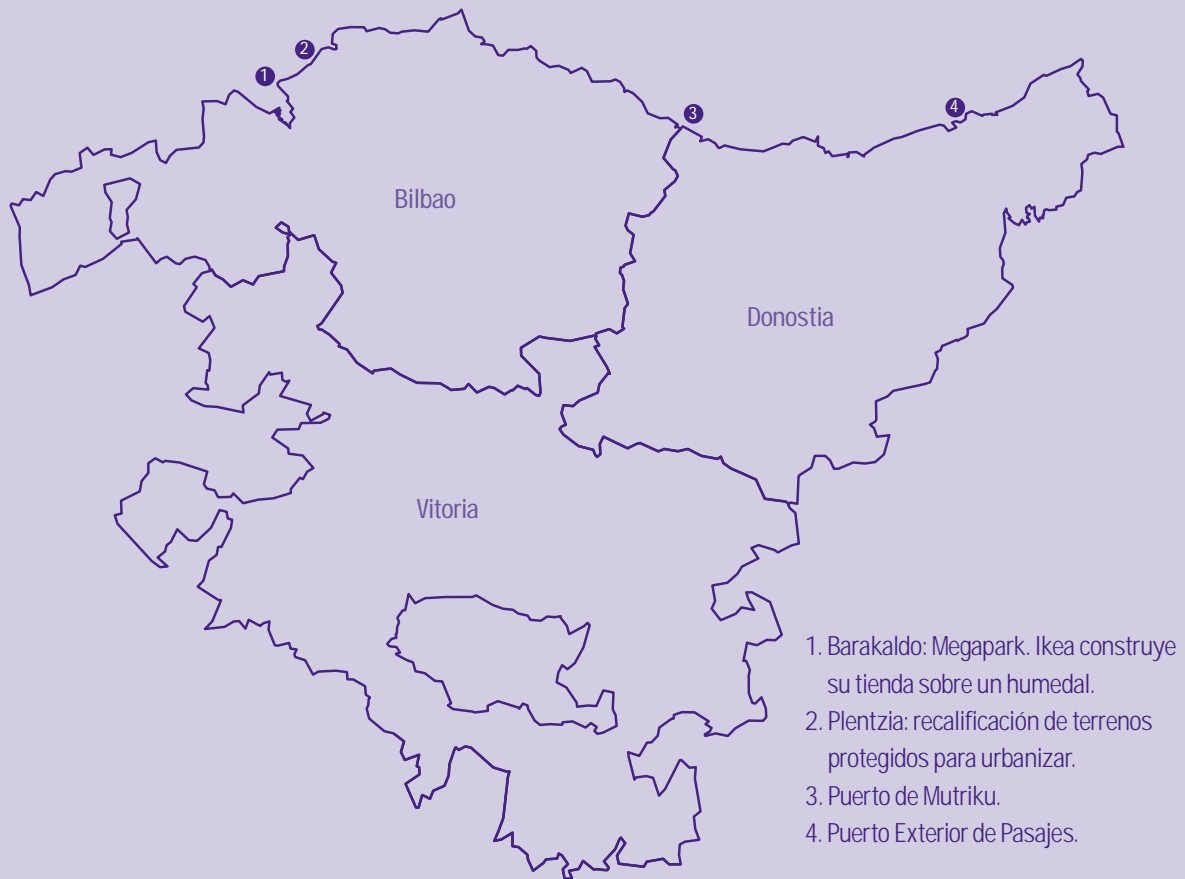 2
1
4
3
Bilbao
Donostia
Vitoria
1. Barakaldo: Megapark. Ikea construye
su tienda sobre un humedal.
2. Plentzia: recalificación de terrenos
protegidos para urbanizar.
3. Puerto de Mutriku.
4. Puerto Exterior de Pasajes.